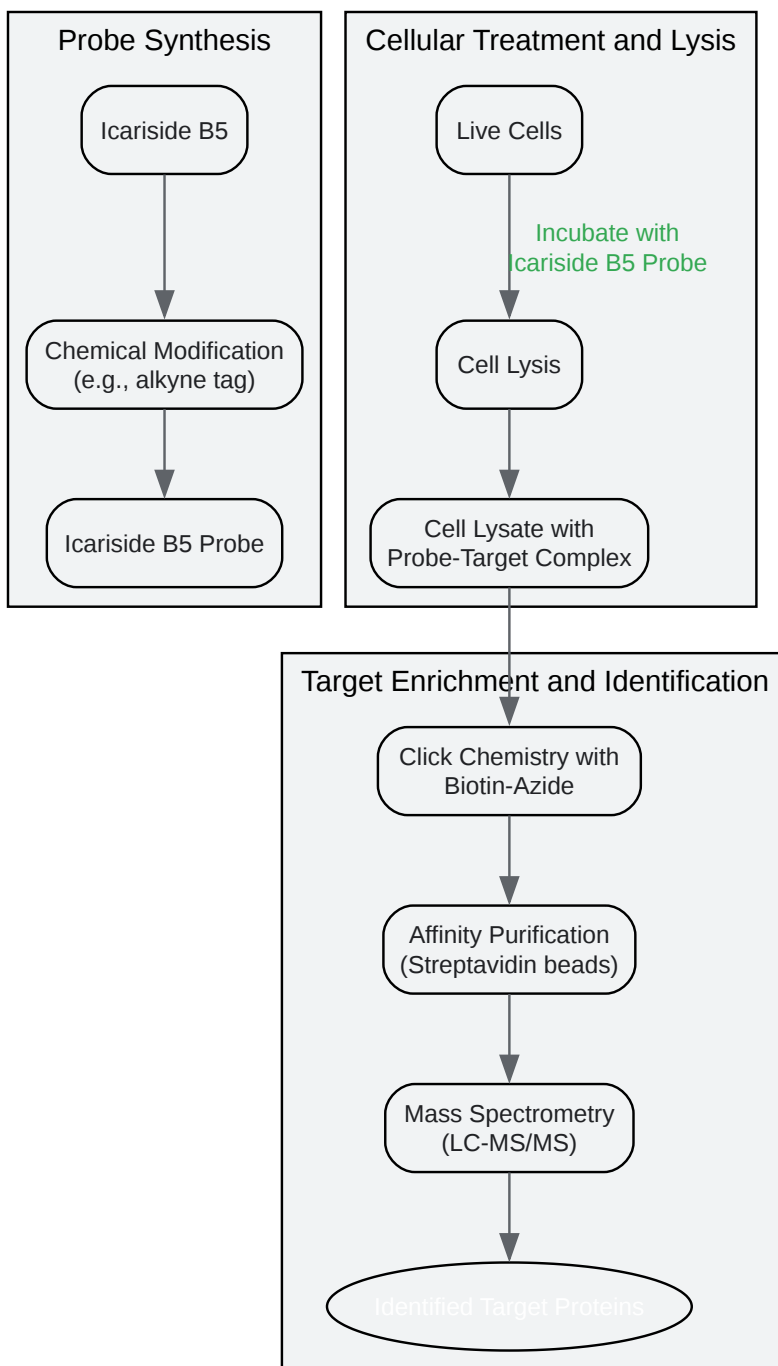 Probe Synthesis
Icariside B5
Chemical Modification
(e.g., alkyne tag)
Icariside B5 Probe
Cellular Treatment and Lysis
Live Cells
Incubate with
Icariside B5 Probe
Cell Lysis
Cell Lysate with
Probe-Target Complex
Target Enrichment and Identification
Click Chemistry with
Biotin-Azide
Affinity Purification
(Streptavidin beads)
Mass Spectrometry
(LC-MS/MS)
Identified Target Proteins